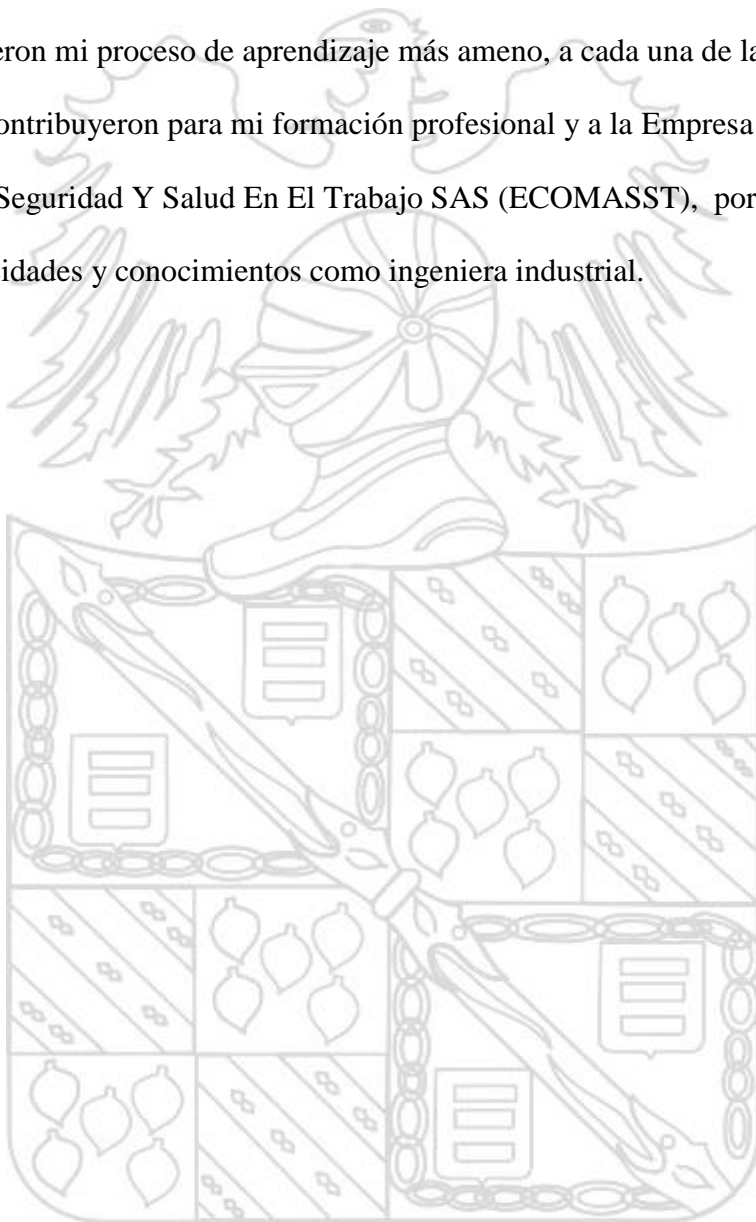 eron mi proceso de aprendizaje más ameno, a cada una de la
ontribuyeron para mi formación profesional y a la Empresa
Seguridad Y Salud En El Trabajo SAS (ECOMASST), por
idades y conocimientos como ingeniera industrial.